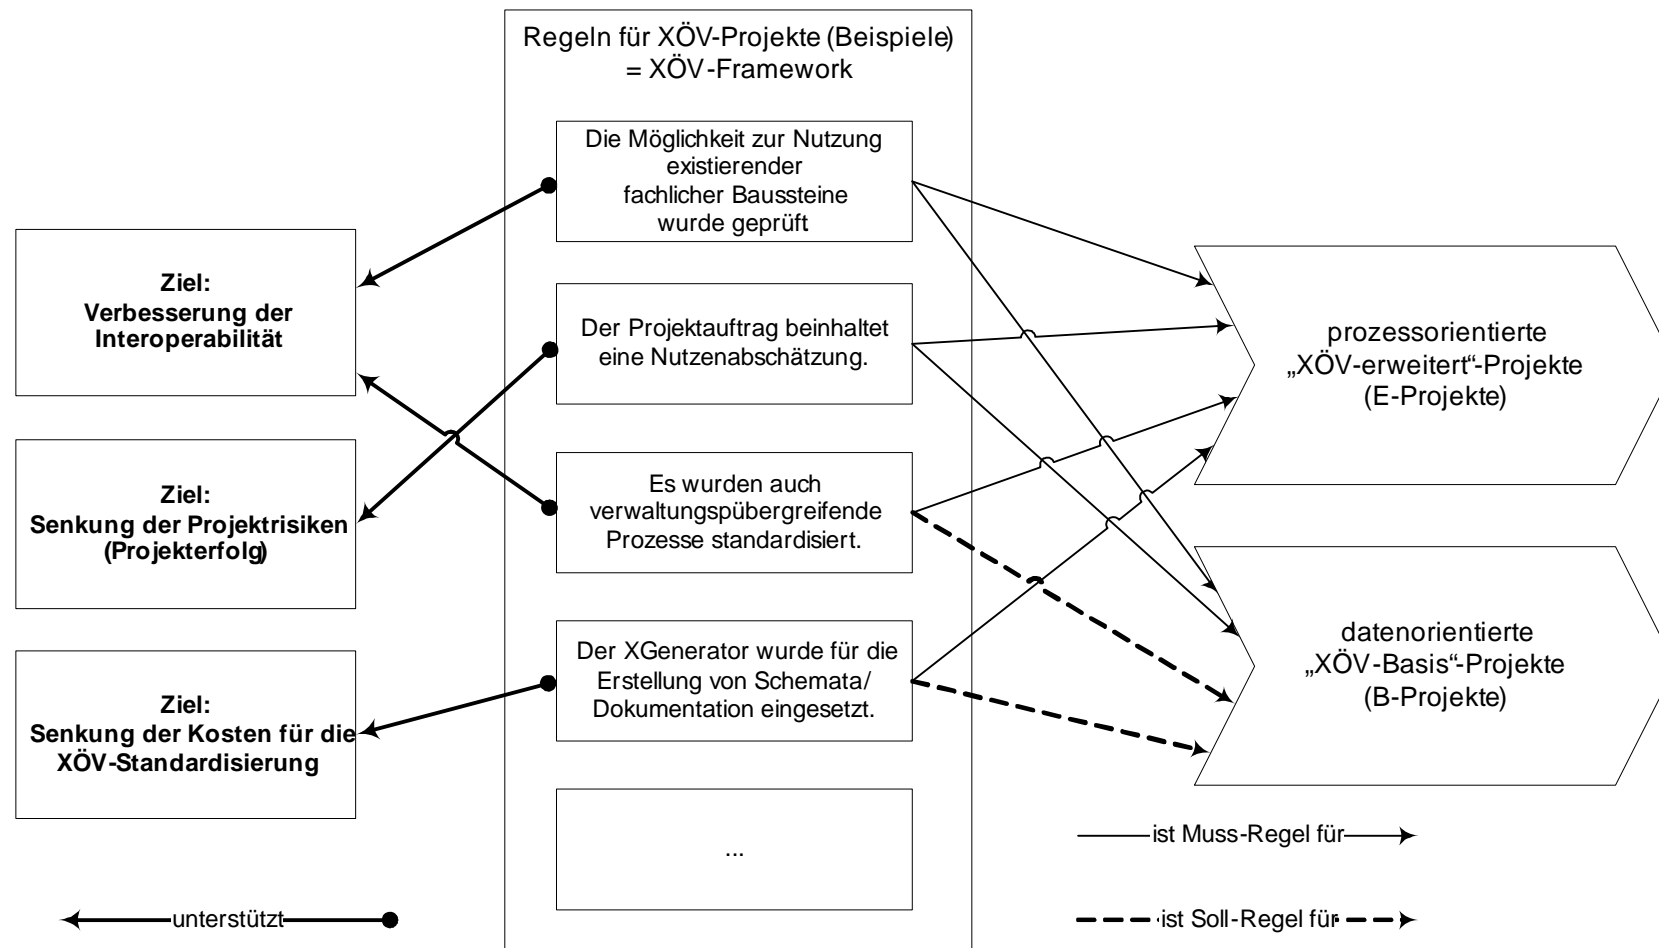 Regeln für XÖV-Projekte (Beispiele)
= XÖV-Framework
Die Möglichkeit zur Nutzung
existierender
fachlicher Baussteine
wurde geprüft
Der Projektauftrag beinhaltet
eine Nutzenabschätzung.
Es wurden auch
verwaltungspübergreifende
Prozesse standardisiert.
Der XGenerator wurde für die
Erstellung von Schemata/
Dokumentation eingesetzt.
...
Ziel:
Verbesserung der
Interoperabilität
Ziel:
Senkung der Projektrisiken
(Projekterfolg)
Ziel:
Senkung der Kosten für die
XÖV-Standardisierung
unterstützt
prozessorientierte
„XÖV-erweitert“-Projekte
(E-Projekte)
datenorientierte
„XÖV-Basis“-Projekte
(B-Projekte)
ist Muss-Regel für
ist Soll-Regel für